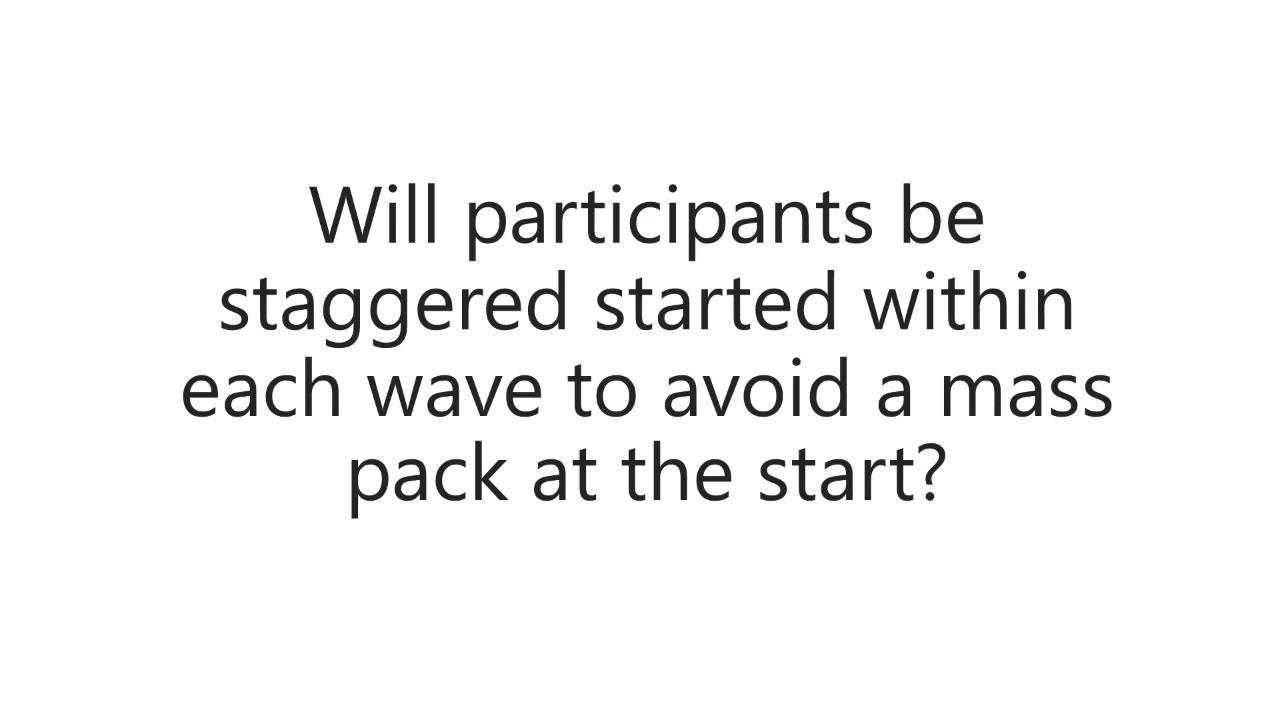 Will participants be
staggered started within
each wave to avoid a mass
pack at the start?